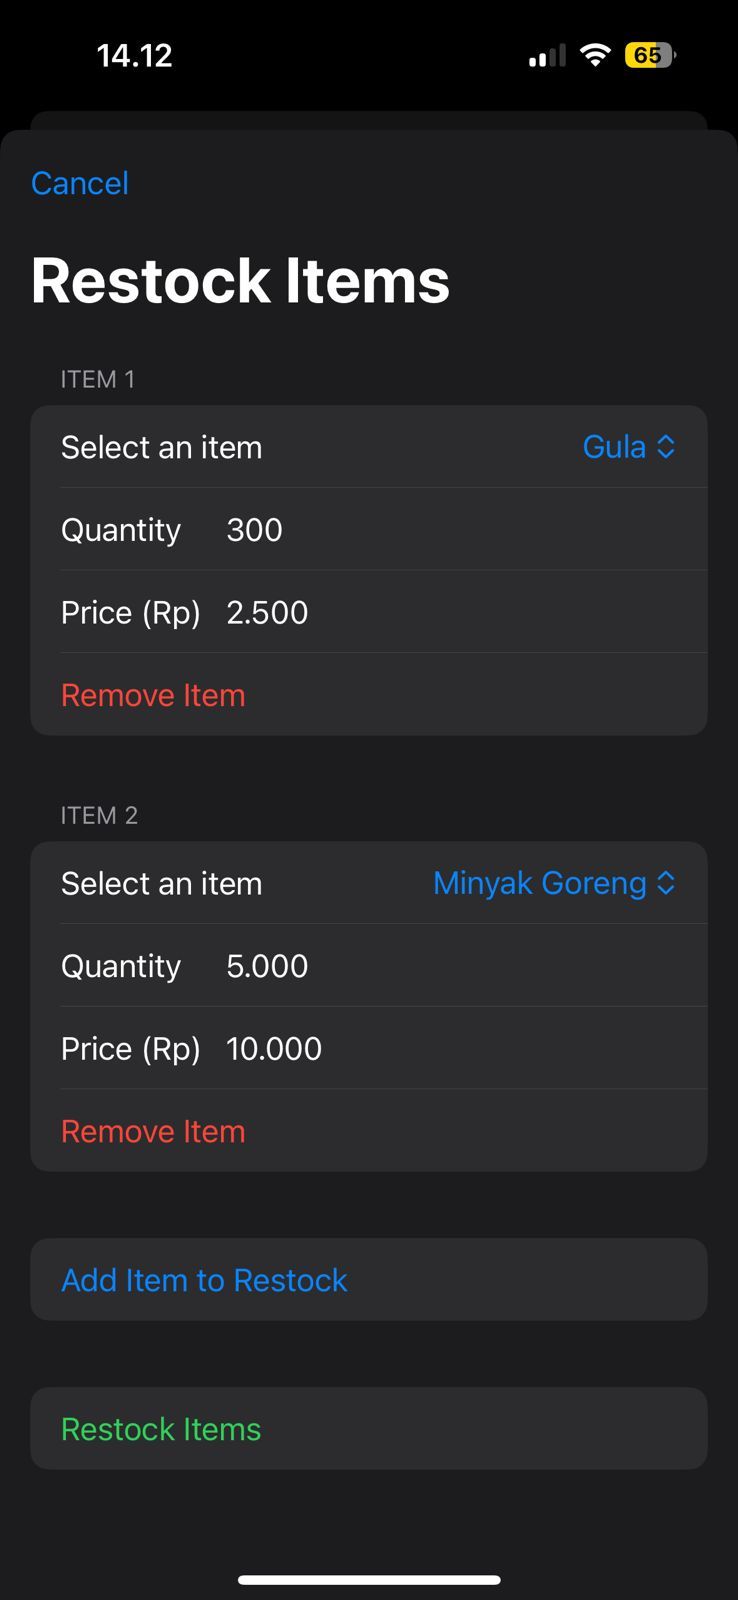 14.12
65
Cancel
Restock Items
ITEM 1
Select an item Gula
Quantity 300
Price (Rp) 2.500
Remove Item
ITEM 2
Select an item Minyak Goreng
Quantity 5.000
Price (Rp) 10.000
Remove Item
Add Item to Restock
Restock Items